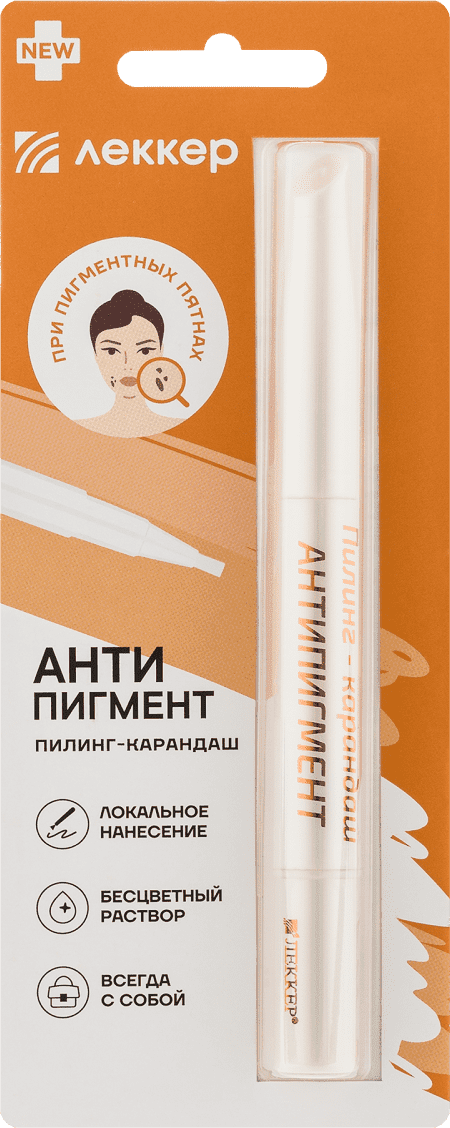 NEW
леккер
ПРИ ПИГМЕНТНЫХ ПЯТНАХ
АНТИ
ПИГМЕНТ
ПИЛИНГ-КАРАНДАШ
ЛОКАЛЬНОЕ
НАНЕСЕНИЕ
БЕСЦВЕТНЫЙ
РАСТВОР
ВСЕГДА
С СОБОЙ
Пилинг - карандаш
АНТИПИГМЕНТ
ЛЕККЕР®